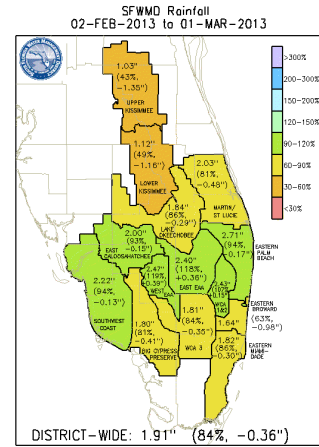 SFWMD Rainfall
02-FEB-2013 to 01-MAR-2013
>300%
200-300%
150-200%
120-150%
90-120%
60-90%
30-60%
<30%
1.03"
(43%,
-1.35")
UPPER
KISSIMMEE
1.12"
(49%,
-1.16")
LOWER
KISSIMMEE
2.03"
(81%,
-0.48")
MARTIN/
ST LUCIE
1.84"
(86%,
-0.29")
LAKE
OKEECHOBEE
2.00"
(93%,
-0.15")
EAST
CALOOSAHATCHEE
2.71"
(94%,
-0.17")
EASTERN
PALM
BEACH
2.40"
(118%,
+0.36")
EAST EAA
2.47"
(119%,
+0.39")
WEST
EAA
2.22"
(94%,
-0.13")
SOUTHWEST
COAST
WCA
1&2
1.80"
(81%,
-0.41")
BIG CYPRESS
PRESERVE
1.81"
(84%,
-0.35")
WCA 3
1.64"
EASTERN
BROWARD
(63%,
-0.98")
1.82"
(86%,
-0.30")
EASTERN
MIAMI-
DADE
DISTRICT-WIDE: 1.91" (84%, -0.36")